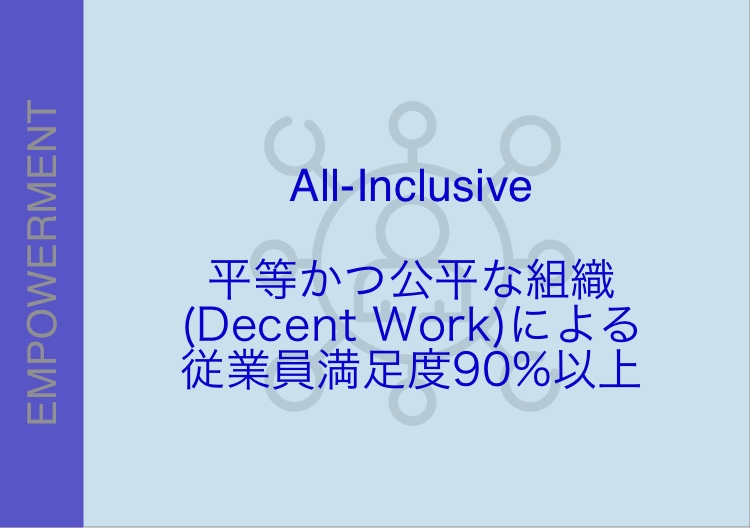 EMPOWERMENT
All-Inclusive
平等かつ公平な組織
(Decent Work)による
従業員満足度90%以上